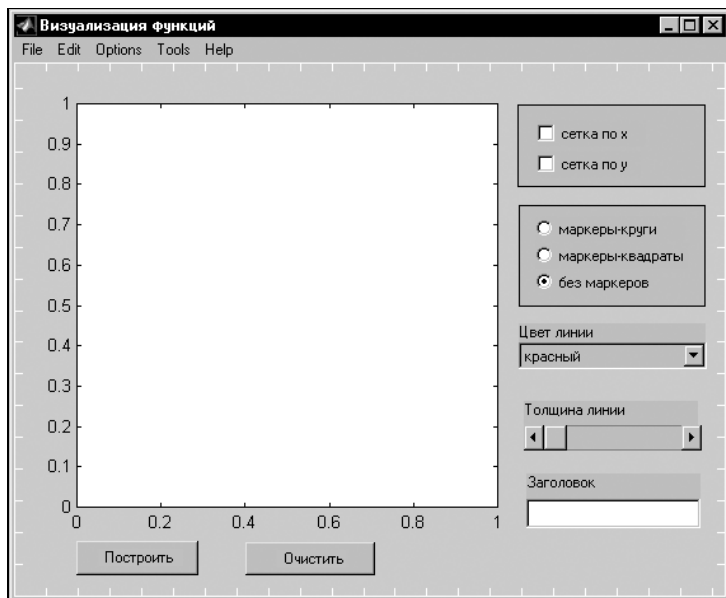 Визуализация функций
File Edit Options Tools Help
1
0.9
0.8
0.7
0.6
0.5
0.4
0.3
0.2
0.1
0
0 0.2 0.4 0.6 0.8 1
сетка по x
сетка по y
маркеры-круги
маркеры-квадраты
без маркеров
Цвет линии
красный
Толщина линии
Заголовок
Построить
Очистить